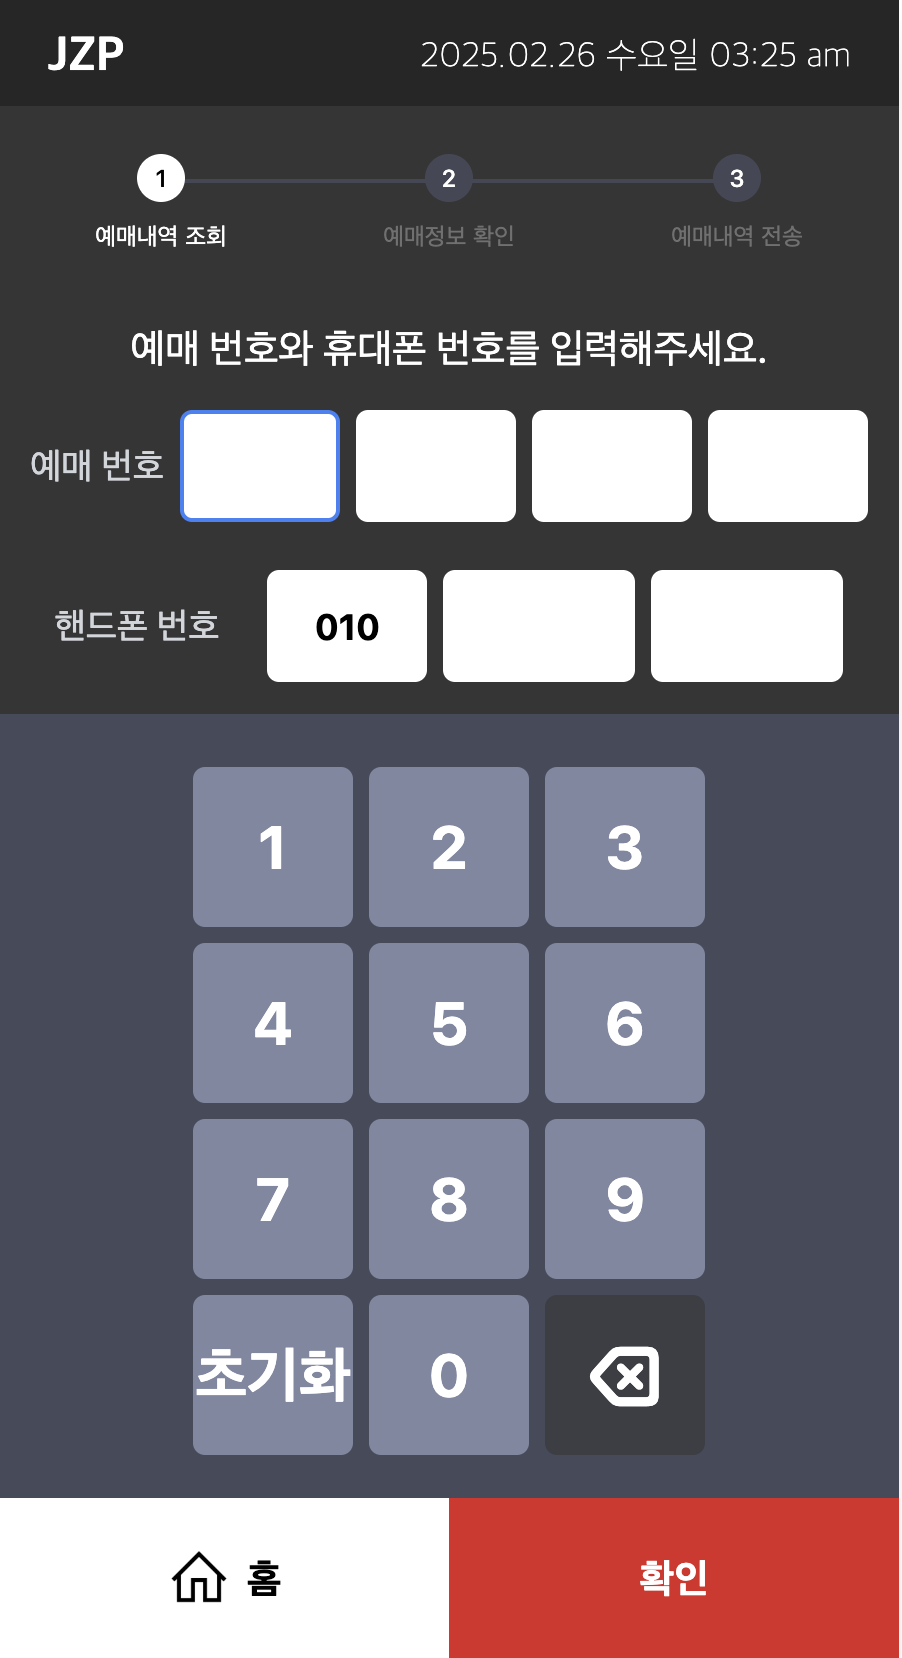 JZP 2025.02.26 수요일 03:25 am
1 2 3
예매내역 조회 예매정보 확인 예매내역 전송
예매 번호와 휴대폰 번호를 입력해주세요.
예매 번호
핸드폰 번호 010
1 2 3
4 5 6
7 8 9
초기화 0
홈 확인